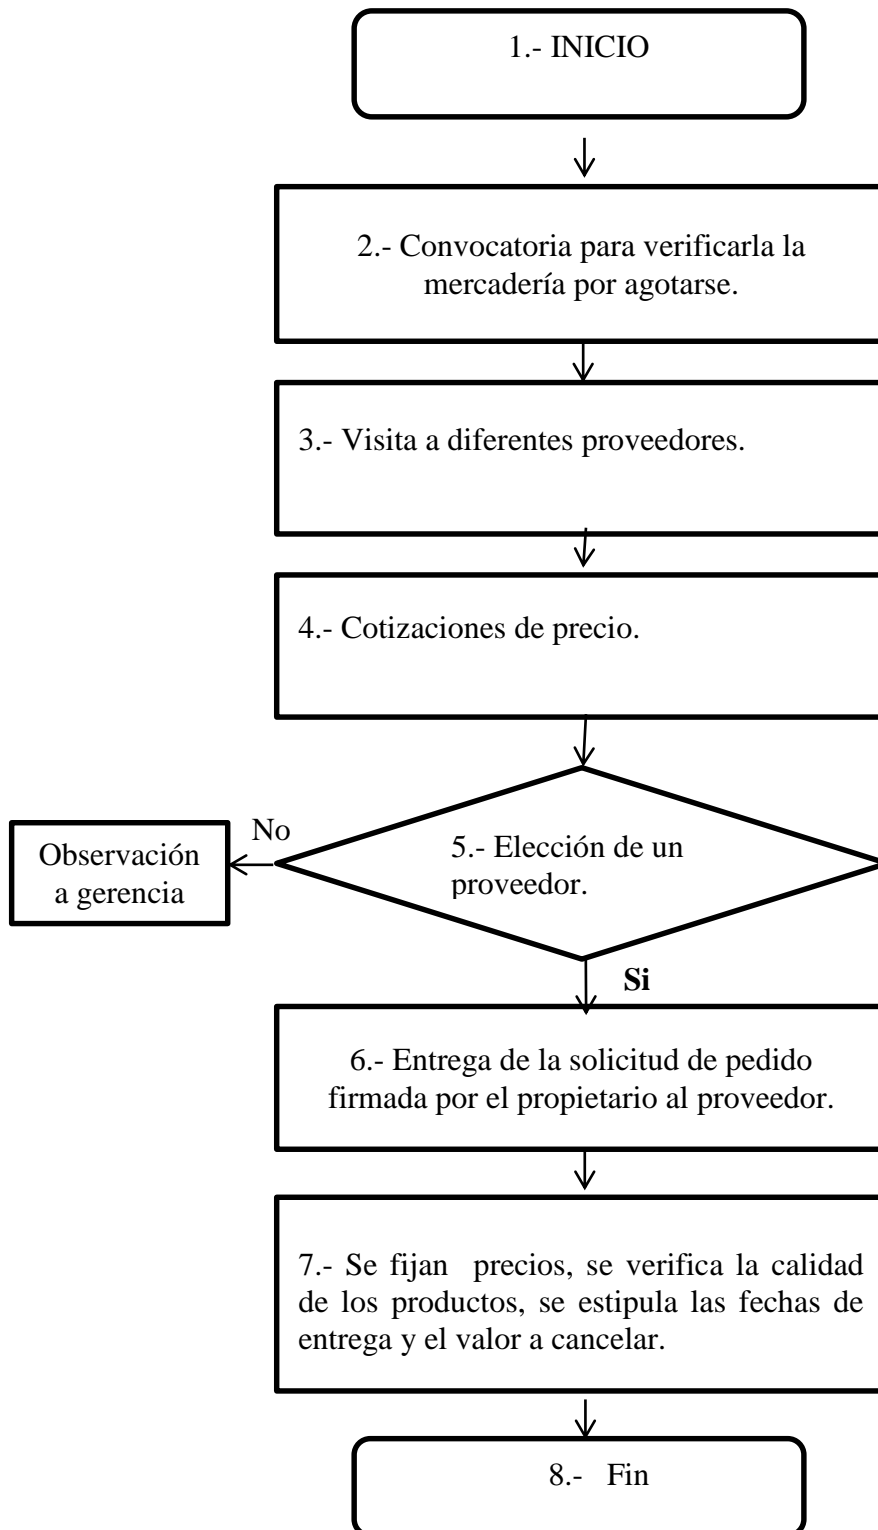 1.- INICIO
2.- Convocatoria para verificarla la
mercadería por agotarse.
3.- Visita a diferentes proveedores.
4.- Cotizaciones de precio.
No
Observación
a gerencia
5.- Elección de un
proveedor.
Si
6.- Entrega de la solicitud de pedido
firmada por el propietario al proveedor.
7.- Se fijan precios, se verifica la calidad
de los productos, se estipula las fechas de
entrega y el valor a cancelar.
8.- Fin